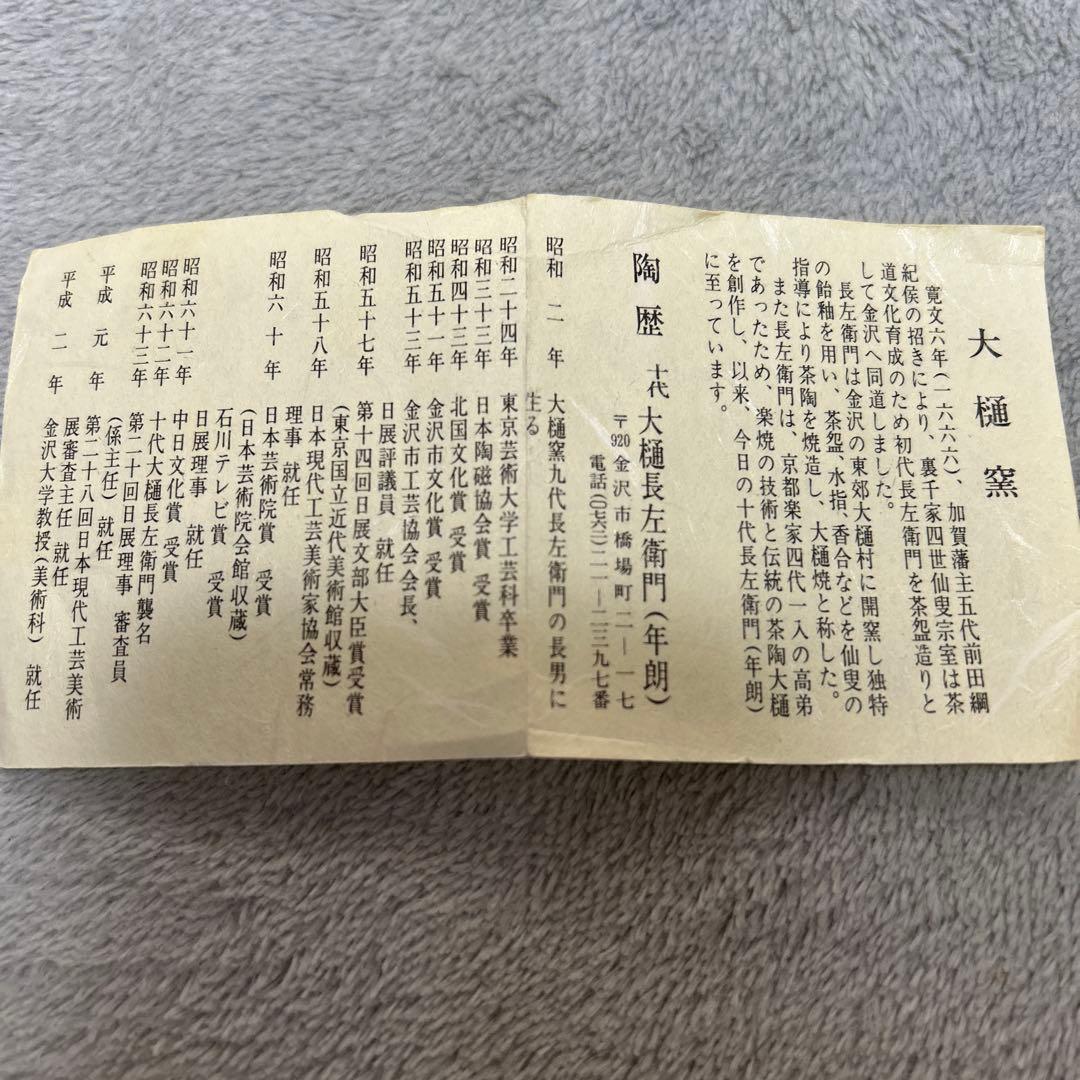 大樋窯
寛文六年(一六六六)、加賀藩主五代前田綱
紀侯の招きにより、裏千家四世仙叟宗室は茶
道文化育成のため初代長左衛門を茶盌造りと
して金沢へ同道しました。
長左衛門は金沢の東郊大樋村に開窯し独特
の飴釉を用い、茶盌、水指、香合などを仙叟の
指導により茶陶を焼造し、大樋焼と称した。
また長左衛門は、京都楽家四代一入の高弟
であったため、楽焼の技術と伝統の茶陶大樋
を創作し、以来、今日の十代長左衛門(年朗)
に至っています。
陶歴 十代 大樋長左衛門(年朗)
〒920 金沢市橋場町二―一七
電話(〇七六二)二一―二三九七番
昭和二年 大樋窯九代長左衛門の長男に
生る
昭和二十四年 東京芸術大学工芸科卒業
昭和三十三年 日本陶磁協会賞 受賞
昭和四十三年 北国文化賞 受賞
昭和五十一年 金沢市文化賞 受賞
昭和五十三年 金沢市工芸協会会長、
日展評議員 就任
昭和五十七年 第十四回日展文部大臣賞受賞
(東京国立近代美術館収蔵)
昭和五十八年 日本現代工芸美術家協会常務
理事 就任
昭和六十年 日本芸術院賞 受賞
(日本芸術院会館収蔵)
石川テレビ賞 受賞
日展理事 就任
昭和六十一年 中日文化賞 受賞
昭和六十二年 十代大樋長左衛門襲名
昭和六十三年 第二十回日展理事 審査員
(係主任) 就任
平成元年 第二十八回日本現代工芸美術
展審査主任 就任
平成二年 金沢大学教授(美術科) 就任